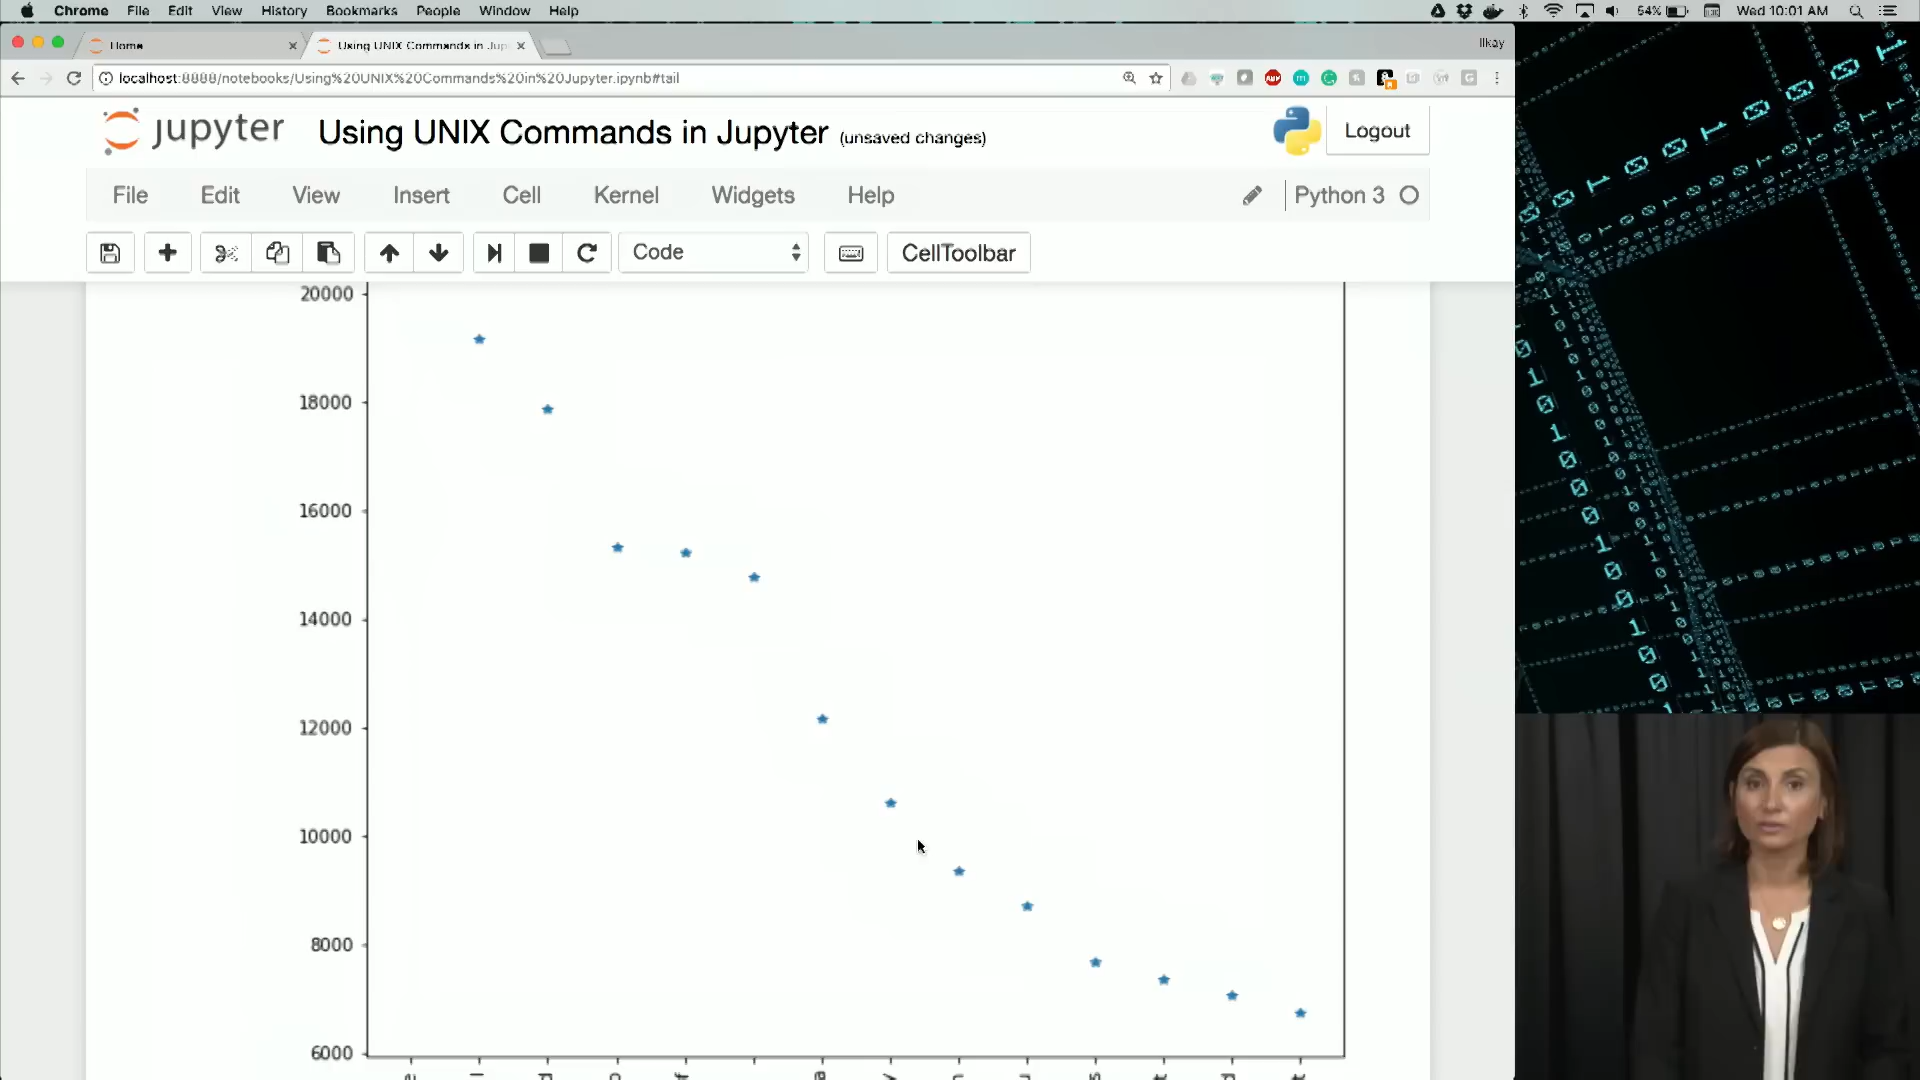 Chrome File Edit View History Bookmarks People Window Help 54% Wed 10:01 AM
Home Using UNIX Commands in Jup Ilkay
localhost:8888/notebooks/Using%20UNIX%20Commands%20in%20Jupyter.ipynb#tail
jupyter Using UNIX Commands in Jupyter (unsaved changes) Logout
File Edit View Insert Cell Kernel Widgets Help Python 3
Code CellToolbar
20000
18000
16000
14000
12000
10000
8000
6000